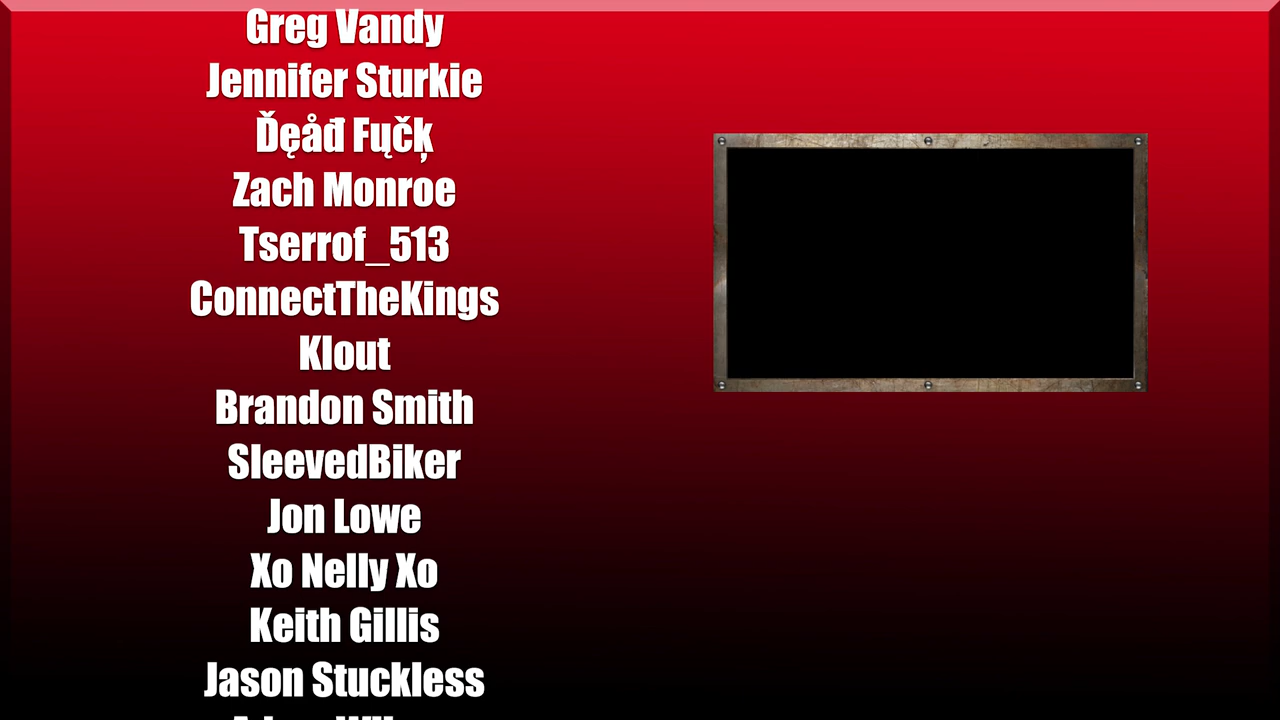 Greg Vandy
Jennifer Sturkie
Ďęåđ Fųčķ
Zach Monroe
Tserrof_513
ConnectTheKings
Klout
Brandon Smith
SleevedBiker
Jon Lowe
Xo Nelly Xo
Keith Gillis
Jason Stuckless